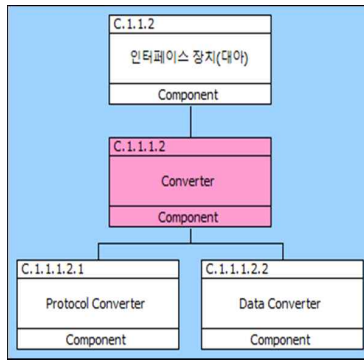 C.1.1.2
인터페이스 장치(대아)
Component
C.1.1.1.2
Converter
Component
C.1.1.1.2.1
Protocol Converter
Component
C.1.1.1.2.2
Data Converter
Component